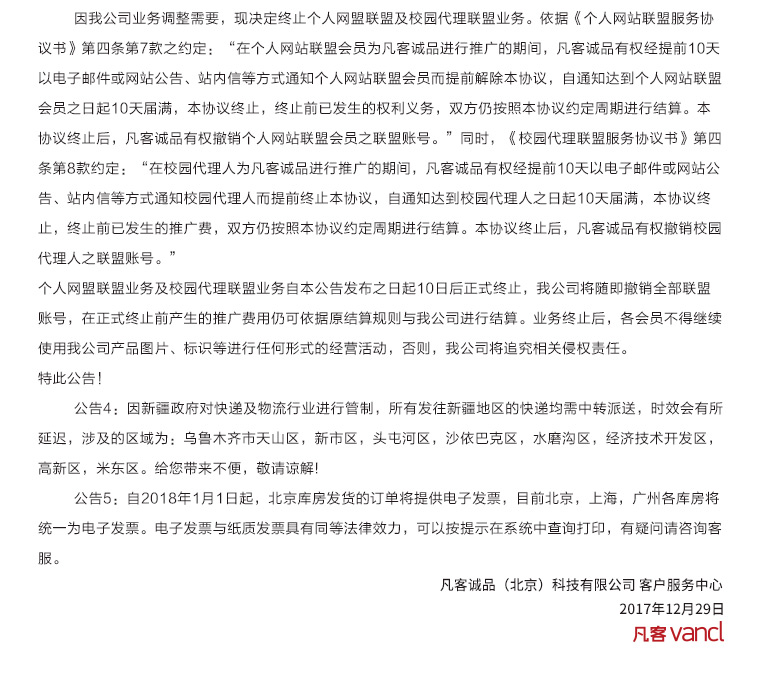 因我公司业务调整需要，现决定终止个人网盟联盟及校园代理联盟业务。依据《个人网站联盟服务协
议书》第四条第7款之约定：“在个人网站联盟会员为凡客诚品进行推广的期间，凡客诚品有权经提前10天
以电子邮件或网站公告、站内信等方式通知个人网站联盟会员而提前解除本协议，自通知达到个人网站联盟
会员之日起10天届满，本协议终止，终止前已发生的权利义务，双方仍按照本协议约定周期进行结算。本
协议终止后，凡客诚品有权撤销个人网站联盟会员之联盟账号。”同时，《校园代理联盟服务协议书》第四
条第8款约定：“在校园代理人为凡客诚品进行推广的期间，凡客诚品有权经提前10天以电子邮件或网站公
告、站内信等方式通知校园代理人而提前终止本协议，自通知达到校园代理人之日起10天届满，本协议终
止，终止前已发生的推广费，双方仍按照本协议约定周期进行结算。本协议终止后，凡客诚品有权撤销校园
代理人之联盟账号。”
个人网盟联盟业务及校园代理联盟业务自本公告发布之日起10日后正式终止，我公司将随即撤销全部联盟
账号，在正式终止前产生的推广费用仍可依据原结算规则与我公司进行结算。业务终止后，各会员不得继续
使用我公司产品图片、标识等进行任何形式的经营活动，否则，我公司将追究相关侵权责任。
特此公告！
公告4：因新疆政府对快递及物流行业进行管制，所有发往新疆地区的快递均需中转派送，时效会有所
延迟，涉及的区域为：乌鲁木齐市天山区，新市区，头屯河区，沙依巴克区，水磨沟区，经济技术开发区，
高新区，米东区。给您带来不便，敬请谅解!
公告5：自2018年1月1日起，北京库房发货的订单将提供电子发票，目前北京，上海，广州各库房将
统一为电子发票。电子发票与纸质发票具有同等法律效力，可以按提示在系统中查询打印，有疑问请咨询客
服。
凡客诚品（北京）科技有限公司 客户服务中心
2017年12月29日
凡客vancl